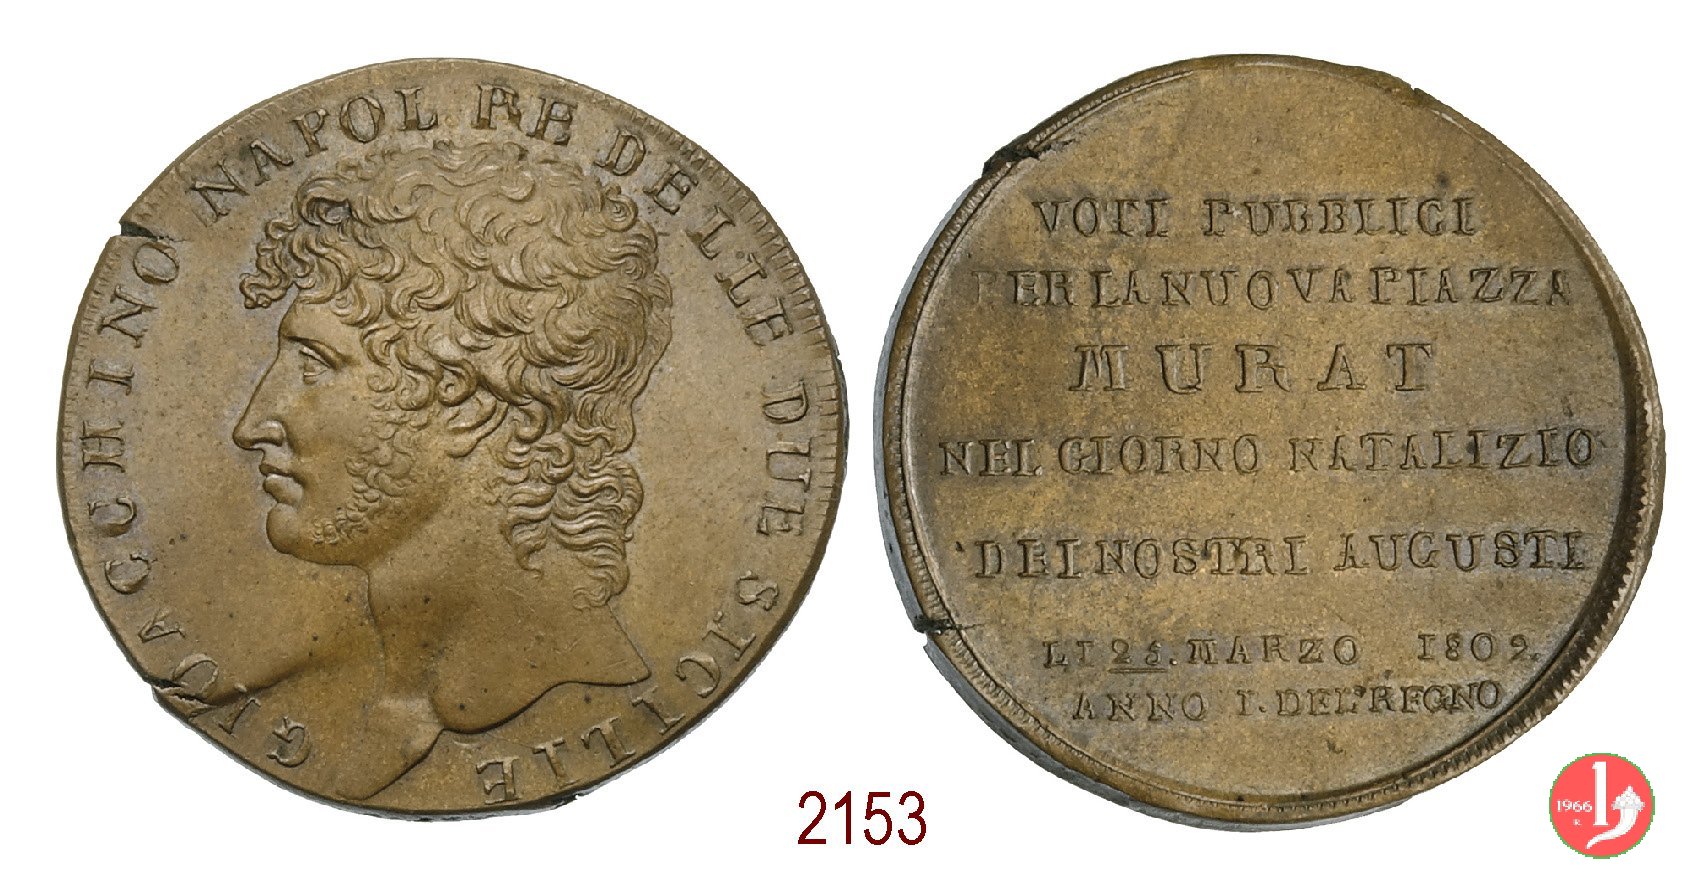 GIOACCHINO NAPOL RE DELLE DUE SICILIE
VOTI PUBBLICI
PER LA NUOVA PIAZZA
MURAT
NEL GIORNO NATALIZIO
DEI NOSTRI AUGUSTI
LI 25. MARZO 1809.
ANNO I. DEL REGNO
2153
1966
R.